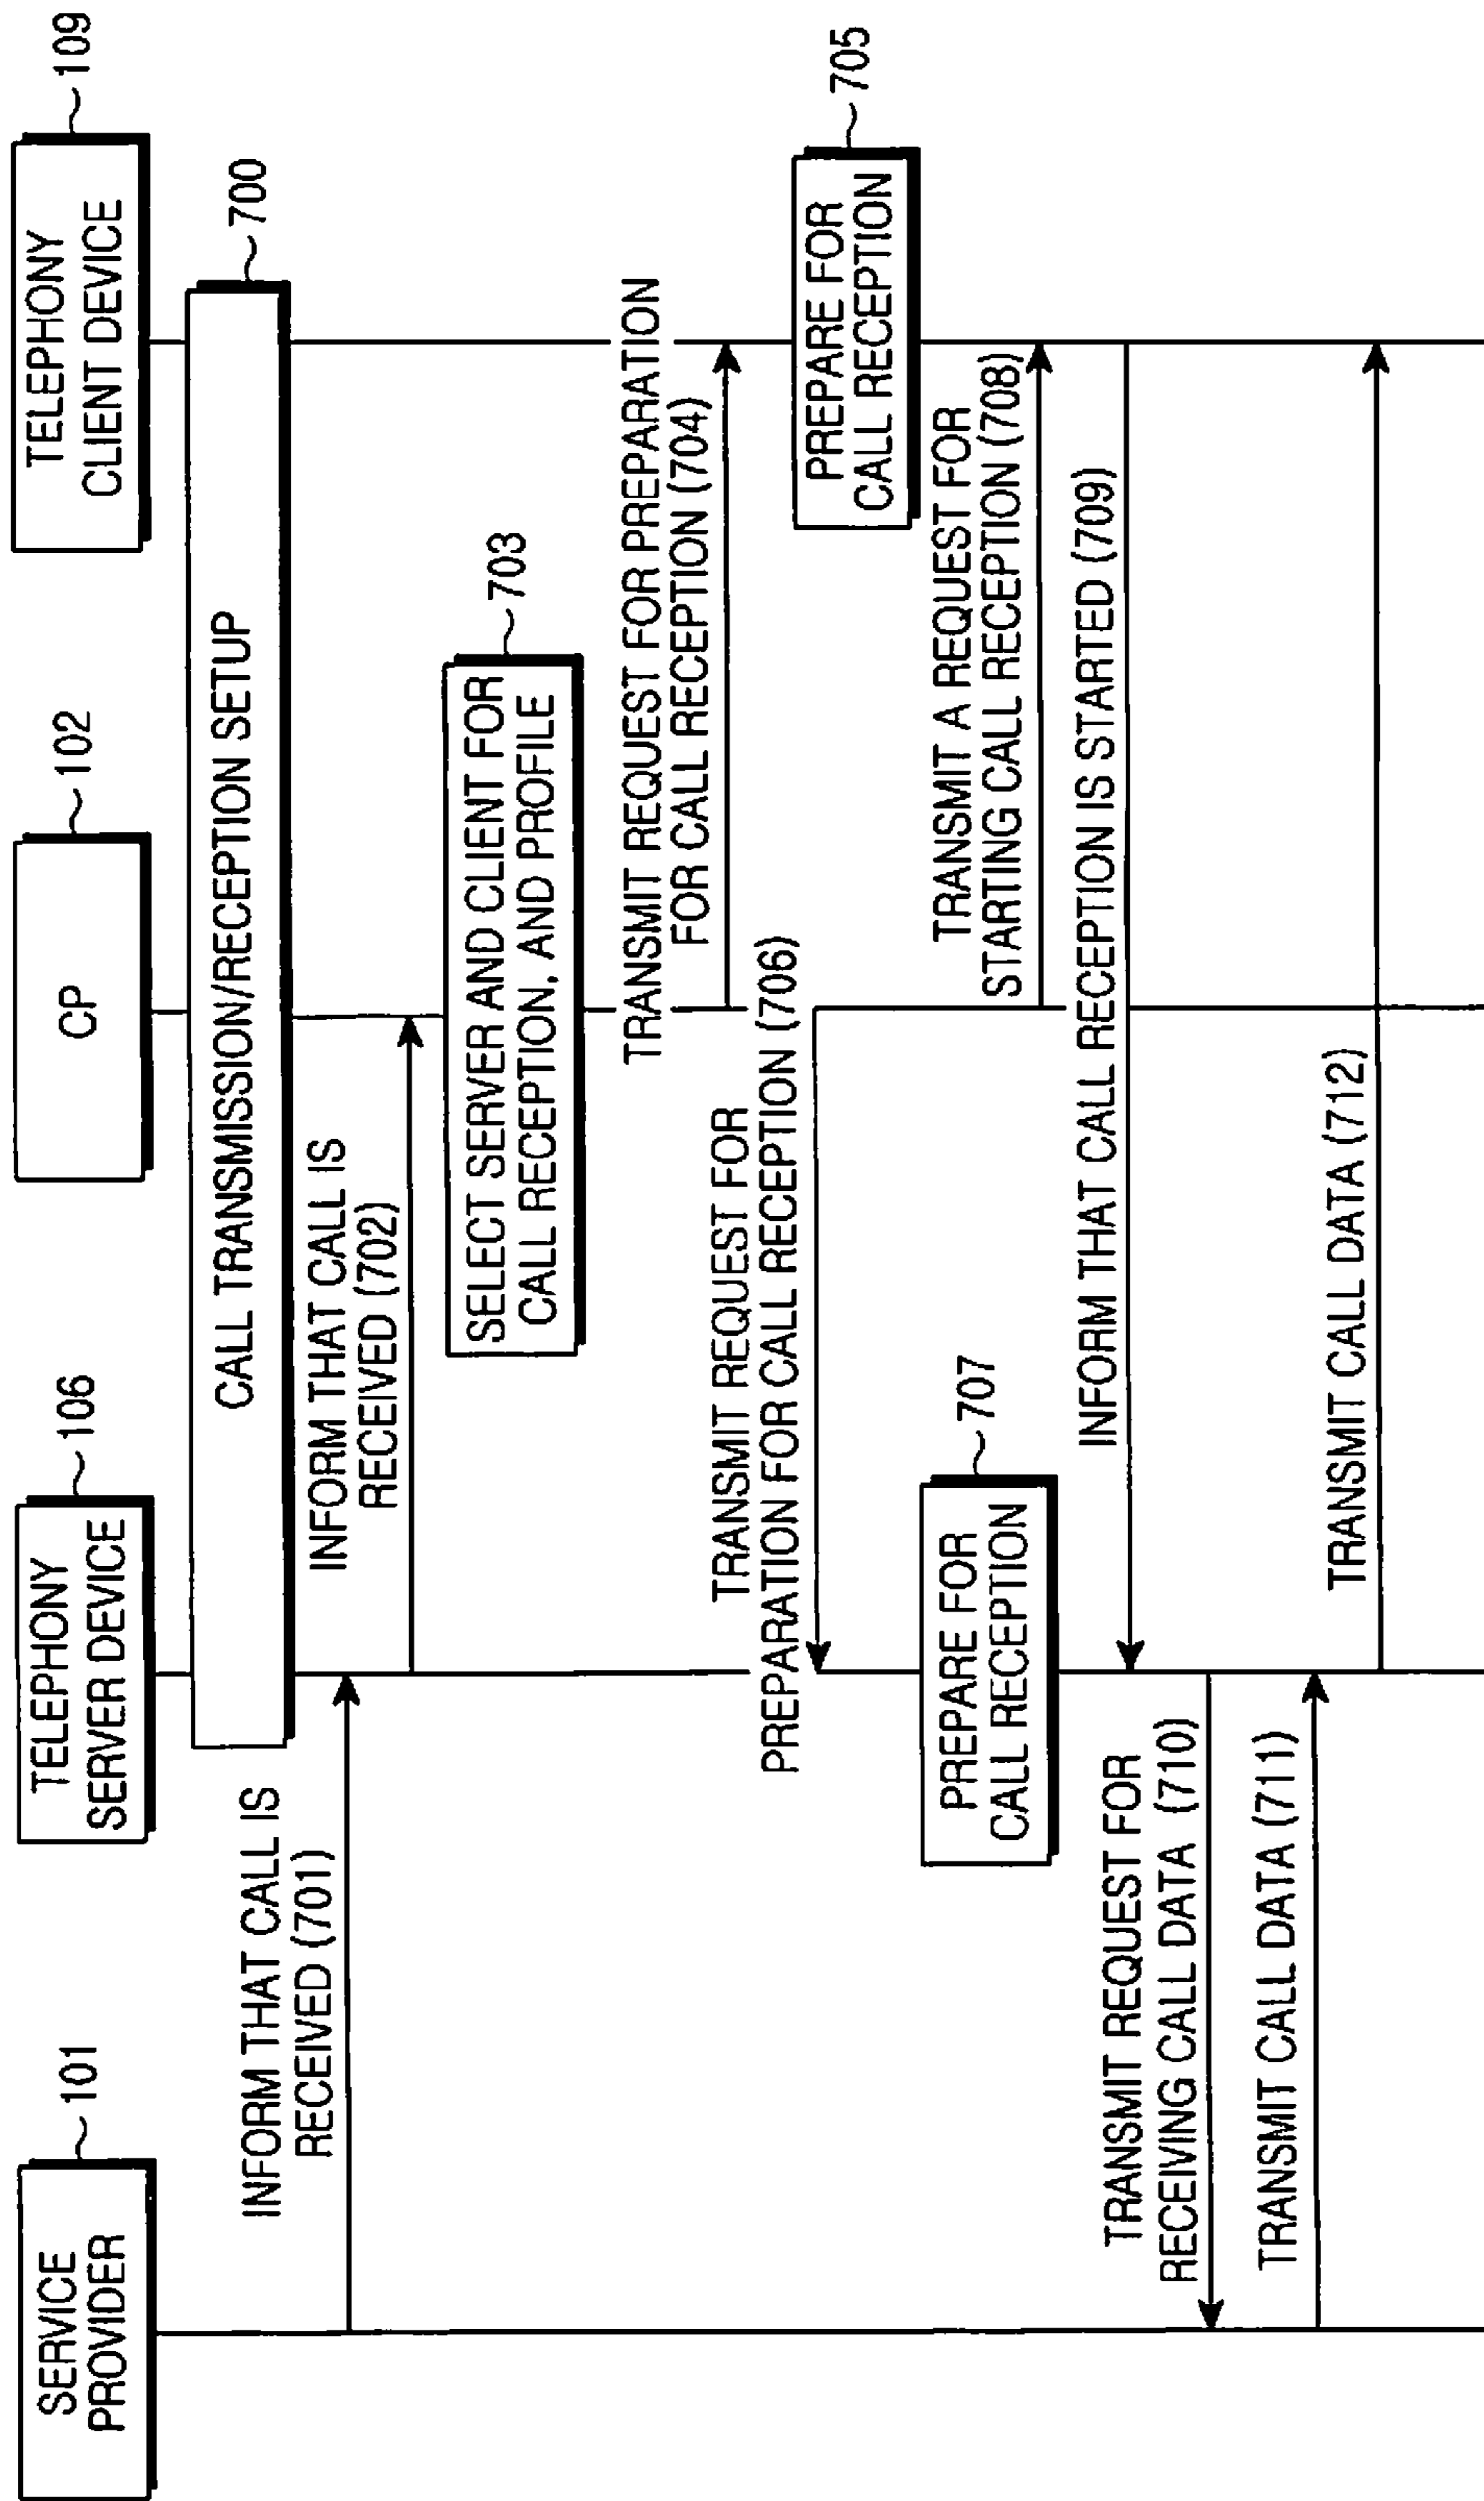 SERVICE
PROVIDER
101
TELEPHONY
SERVER DEVICE
106
CP
102
TELEPHONY
CLIENT DEVICE
109
CALL TRANSMISSION/RECEPTION SETUP
700
INFORM THAT CALL IS
RECEIVED (701)
INFORM THAT CALL IS
RECEIVED (702)
SELECT SERVER AND CLIENT FOR
CALL RECEPTION, AND PROFILE
703
TRANSMIT REQUEST FOR PREPARATION
FOR CALL RECEPTION (704)
PREPARE FOR
CALL RECEPTION
705
TRANSMIT REQUEST FOR
PREPARATION FOR CALL RECEPTION (706)
PREPARE FOR
CALL RECEPTION
707
TRANSMIT A REQUEST FOR
STARTING CALL RECEPTION (708)
INFORM THAT CALL RECEPTION IS STARTED (709)
TRANSMIT REQUEST FOR
RECEIVING CALL DATA (710)
TRANSMIT CALL DATA (711)
TRANSMIT CALL DATA (712)